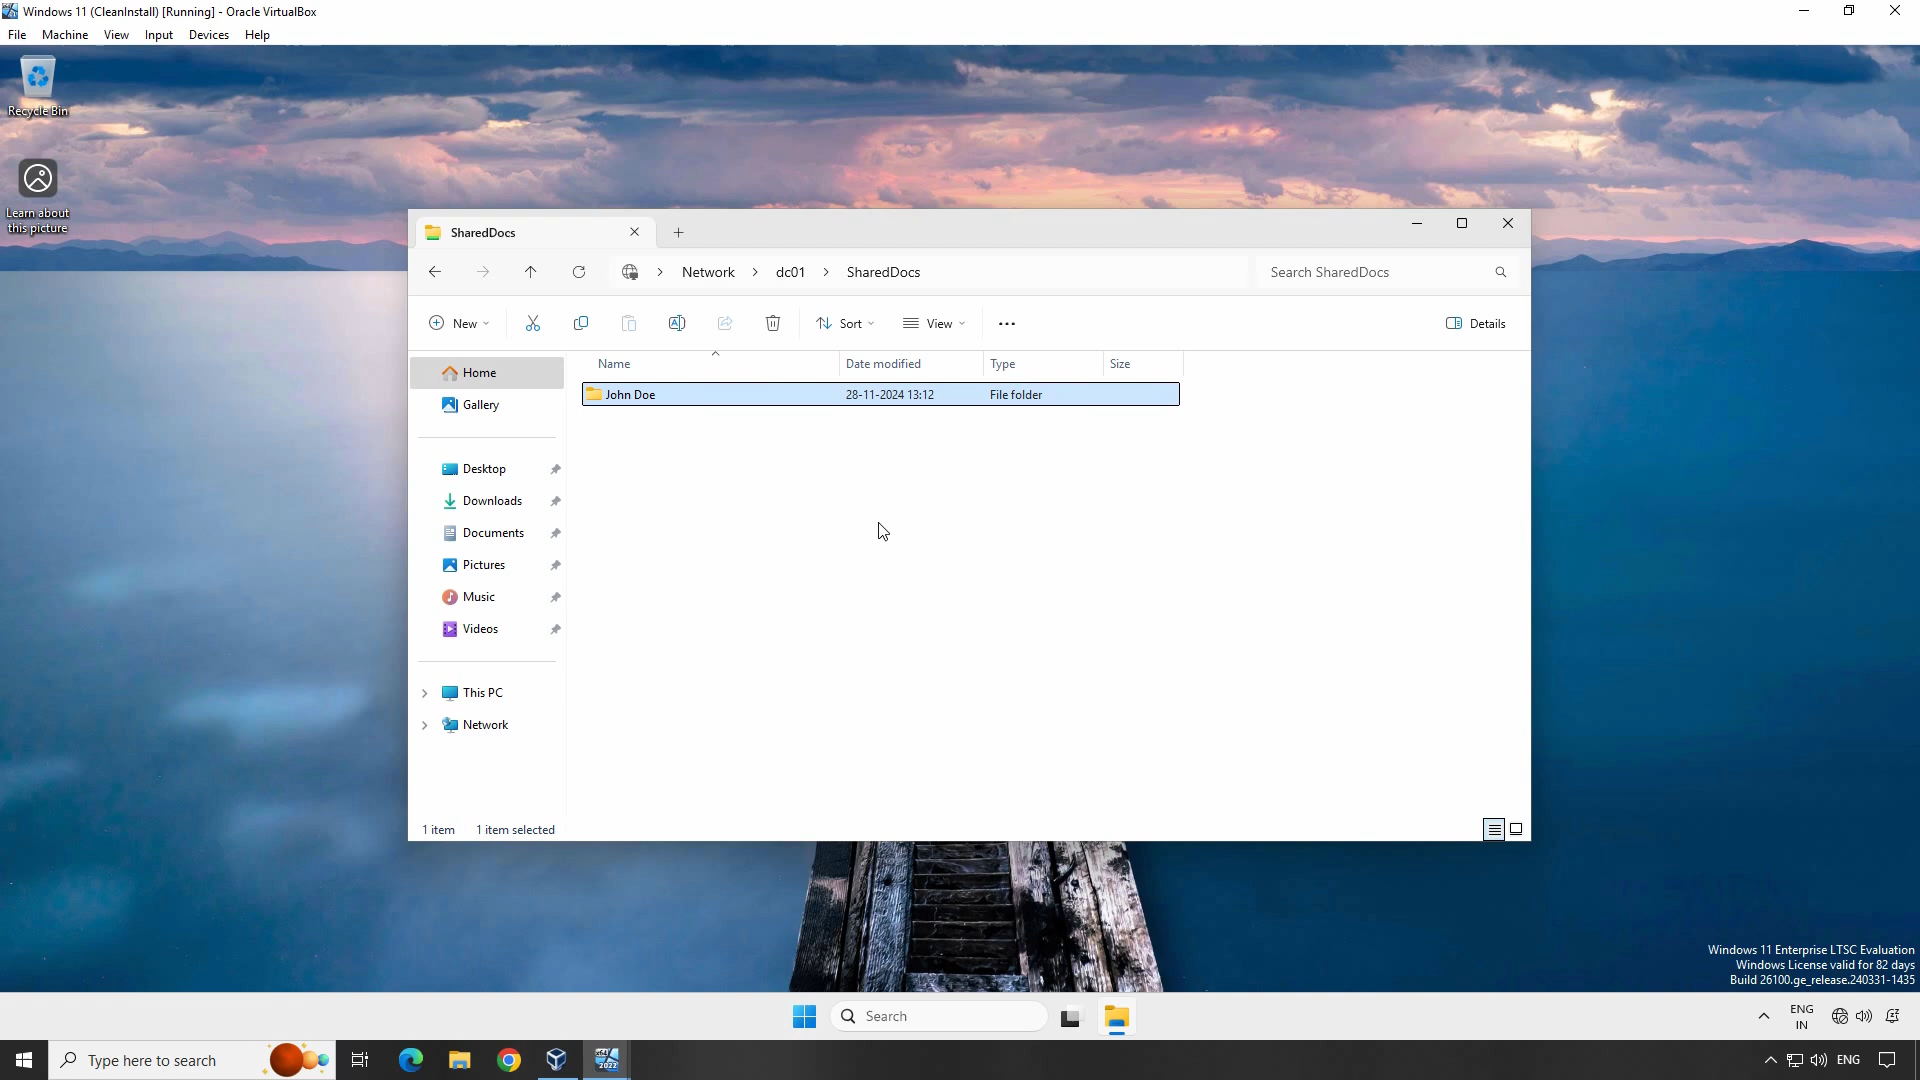 Windows 11 (CleanInstall) [Running] - Oracle VirtualBox
File Machine View Input Devices Help
Recycle Bin
Learn about
this picture
SharedDocs
Network dc01 SharedDocs
Search SharedDocs
New Sort View Details
Name Date modified Type Size
John Doe 28-11-2024 13:12 File folder
Home
Gallery
Desktop
Downloads
Documents
Pictures
Music
Videos
This PC
Network
1 item 1 item selected
Windows 11 Enterprise LTSC Evaluation
Windows License valid for 82 days
Build 26100.ge_release.240331-1435
Search
ENG
IN
Type here to search
x64
2022
ENG